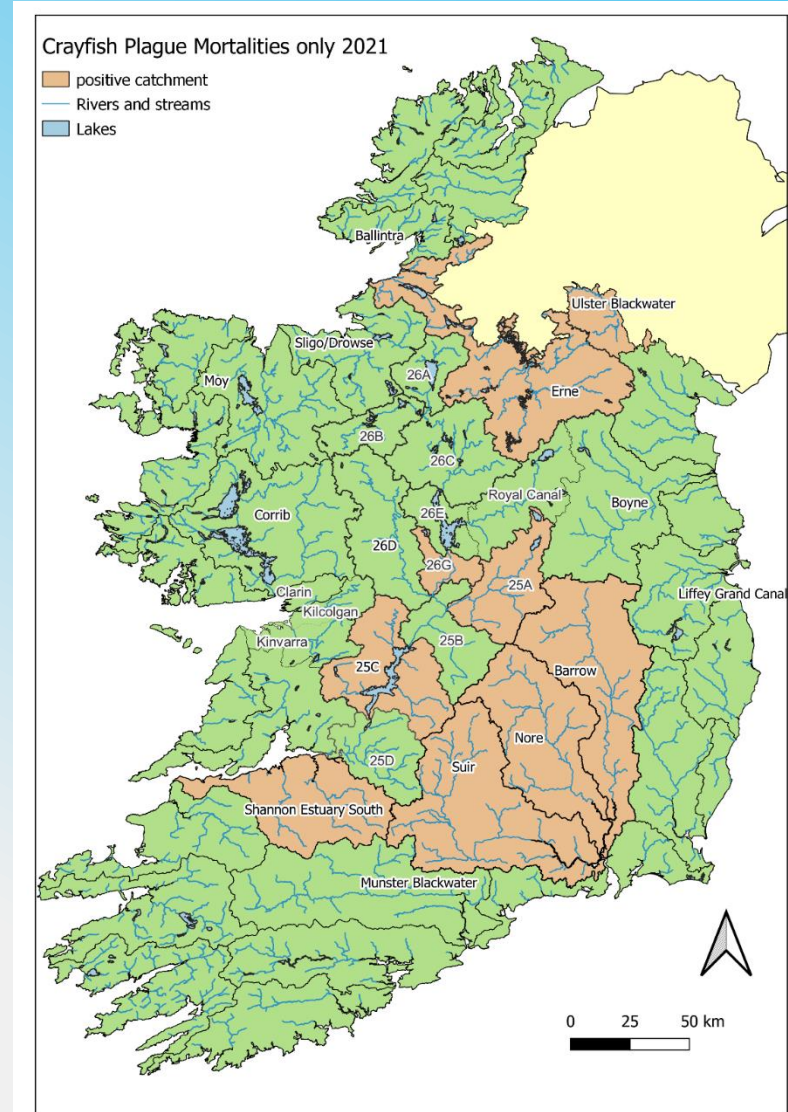 Crayfish Plague Mortalities only 2021
positive catchment
Rivers and streams
Lakes
Ballintra
Ulster Blackwater
Sligo/Drowse
26A
Moy
Erne
26B
26C
Royal Canal
26E
Boyne
Corrib
26D
26G
25A
Clarin
Liffey Grand Canal
Kilcolgan
Kinvarra
25B
25C
Barrow
Nore
25D
Suir
Shannon Estuary South
Munster Blackwater
0 25 50 km